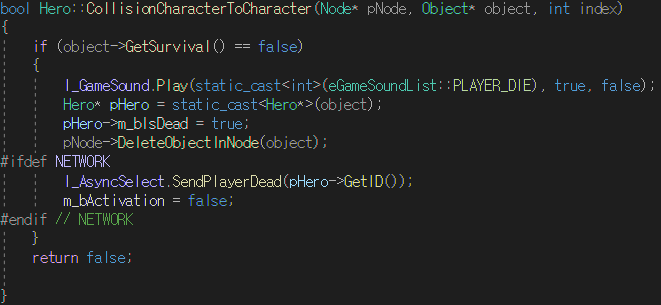 bool Hero::CollisionCharacterToCharacter(Node* pNode, Object* object, int index)
{
    if (object->GetSurvival() == false)
    {
        I_GameSound.Play(static_cast<int>(eGameSoundList::PLAYER_DIE), true, false);
        Hero* pHero = static_cast<Hero*>(object);
        pHero->m_bIsDead = true;
        pNode->DeleteObjectInNode(object);
#ifdef NETWORK
        I_AsyncSelect.SendPlayerDead(pHero->GetID());
        m_bActivation = false;
#endif // NETWORK
    }
    return false;
}